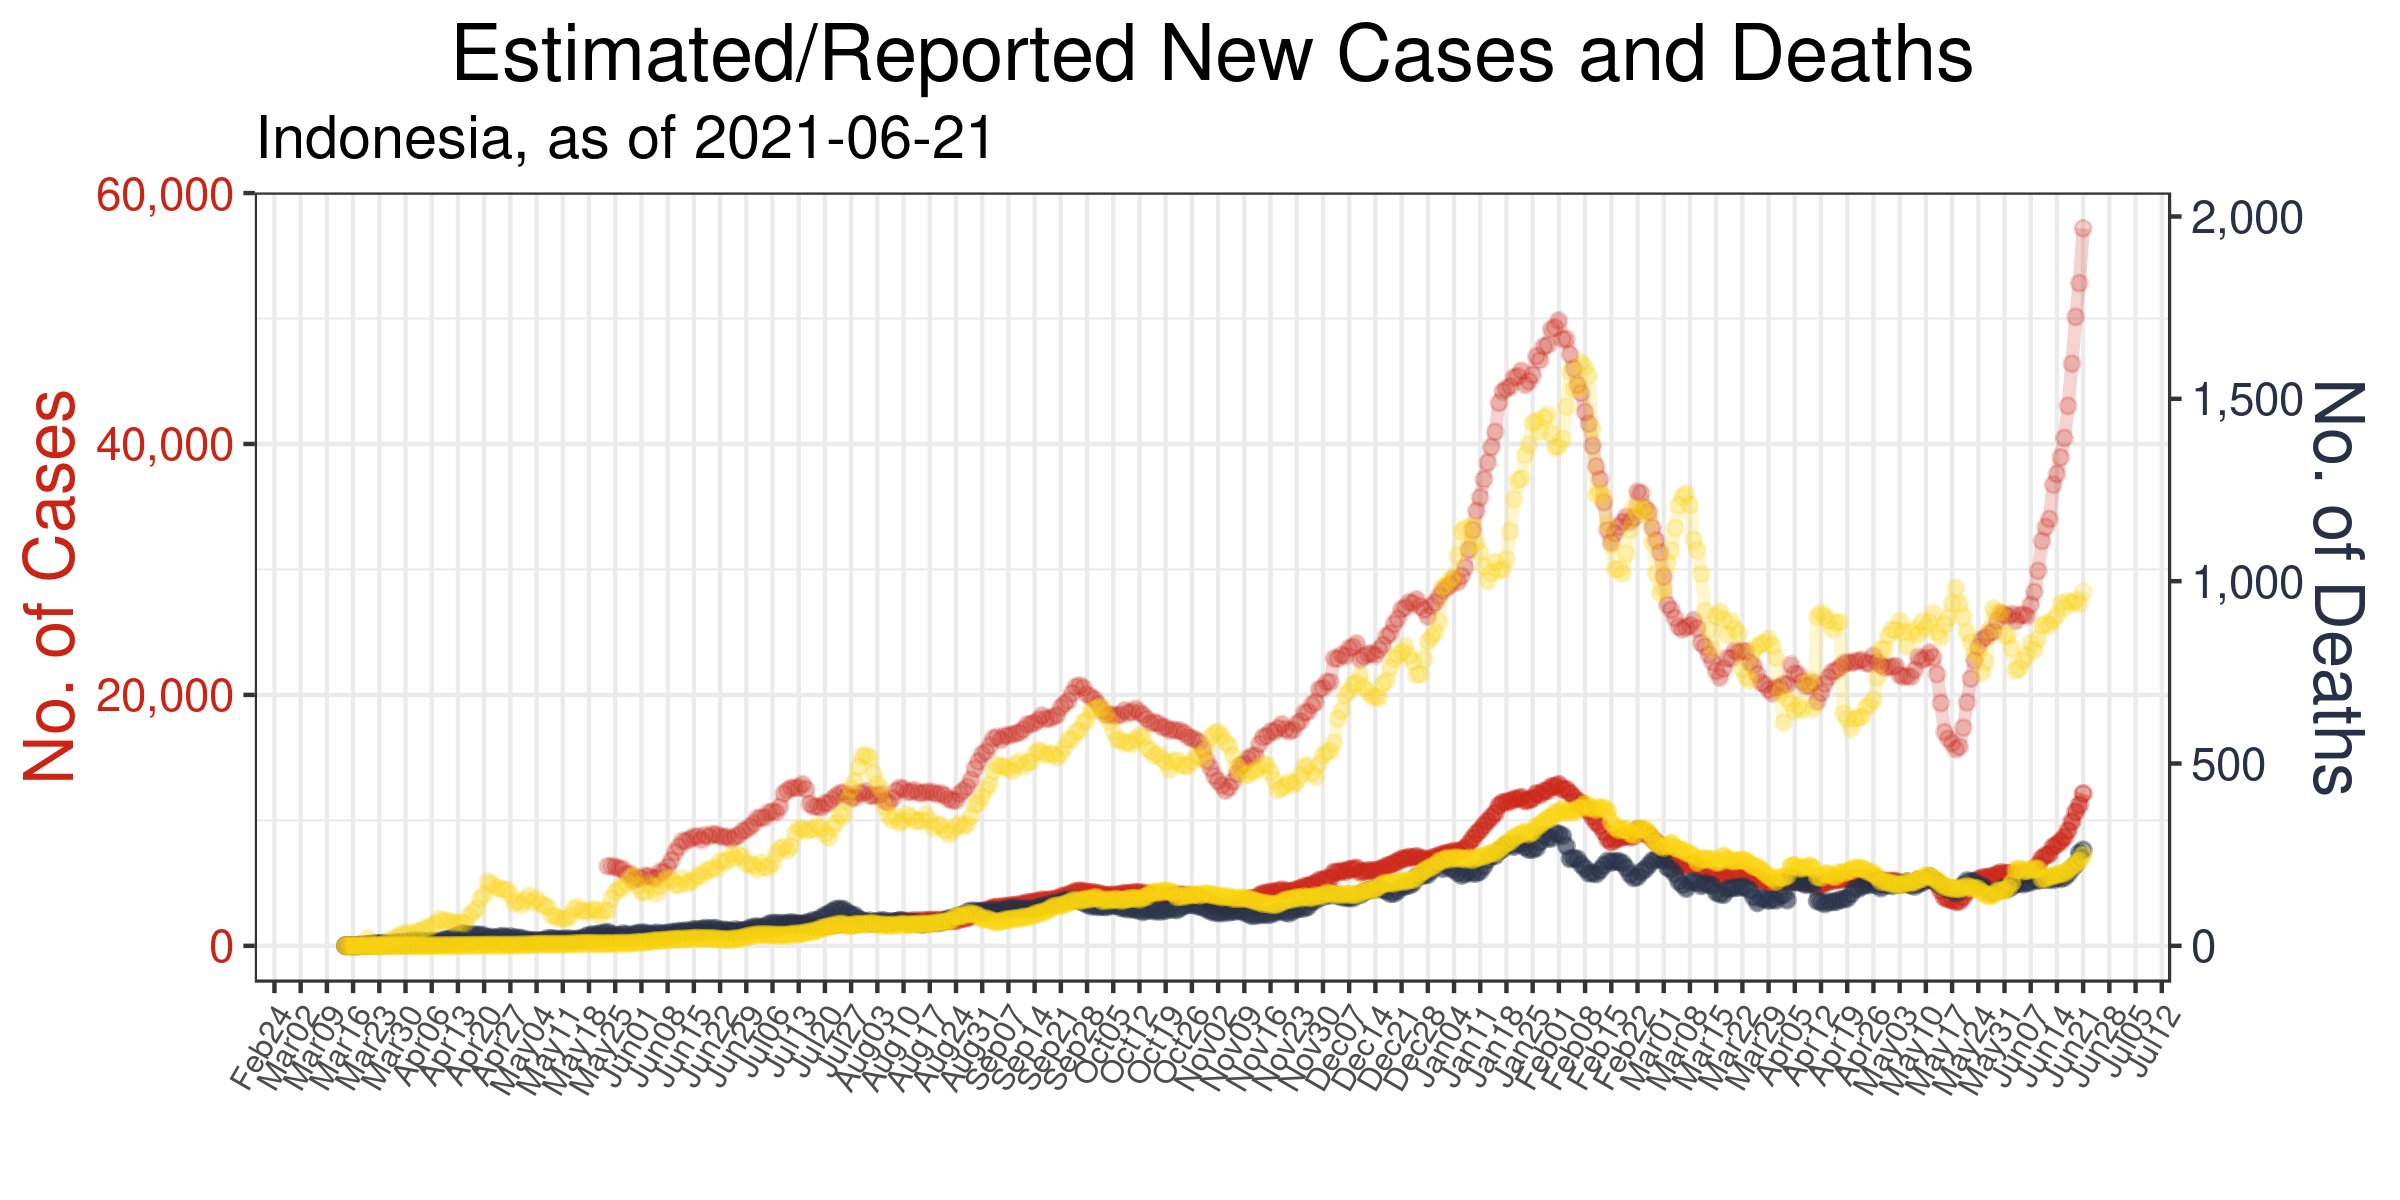 Estimated/Reported New Cases and Deaths
Indonesia, as of 2021-06-21
No. of Cases
60,000
40,000
20,000
0
2,000
1,500
1,000
500
0
No. of Deaths
Feb24
Mar02
Mar09
Mar16
Mar23
Mar30
Apr06
Apr13
Apr20
Apr27
May04
May11
May18
May25
Jun01
Jun08
Jun15
Jun22
Jun29
Jul06
Jul13
Jul20
Jul27
Aug03
Aug10
Aug17
Aug24
Aug31
Sep07
Sep14
Sep21
Sep28
Oct05
Oct12
Oct19
Oct26
Nov02
Nov09
Nov16
Nov23
Nov30
Dec07
Dec14
Dec21
Dec28
Jan04
Jan11
Jan18
Jan25
Feb01
Feb08
Feb15
Feb22
Mar01
Mar08
Mar15
Mar22
Mar29
Apr05
Apr12
Apr19
Apr26
May03
May10
May17
May24
May31
Jun07
Jun14
Jun21
Jun28
Jul05
Jul12